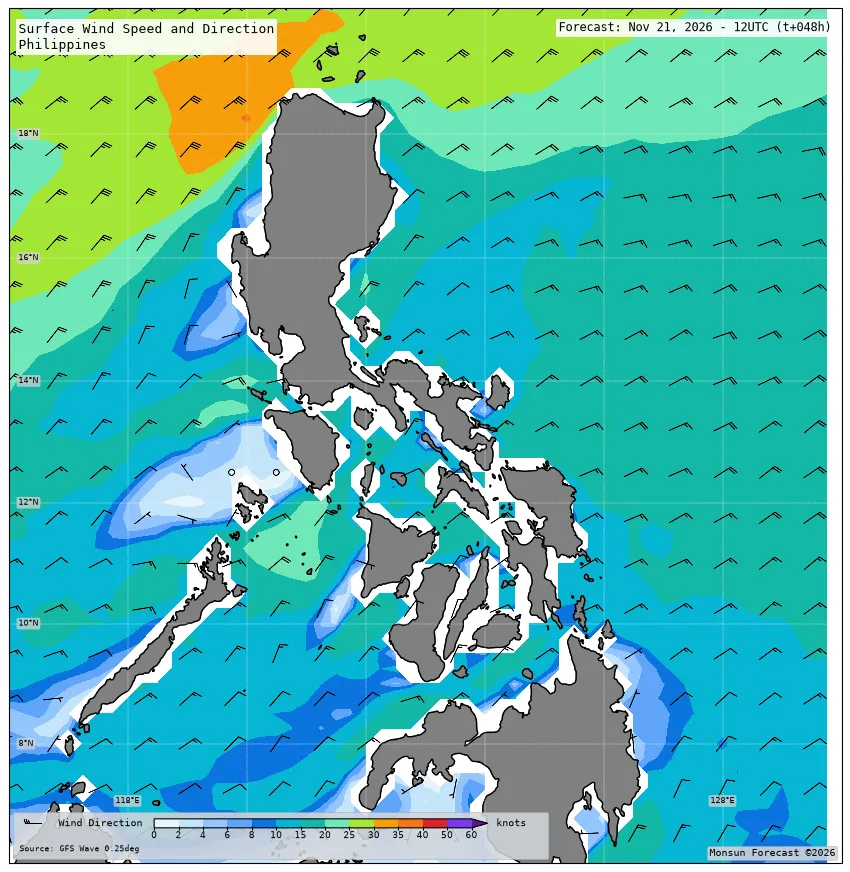 Surface Wind Speed and Direction
Philippines
Forecast: Nov 21, 2026 - 12UTC (t+048h)
18°N
16°N
14°N
12°N
10°N
8°N
118°E
128°E
Wind Direction
knots
0 2 4 6 8 10 15 20 25 30 35 40 50 60
Source: GFS Wave 0.25deg
Monsun Forecast ©2026